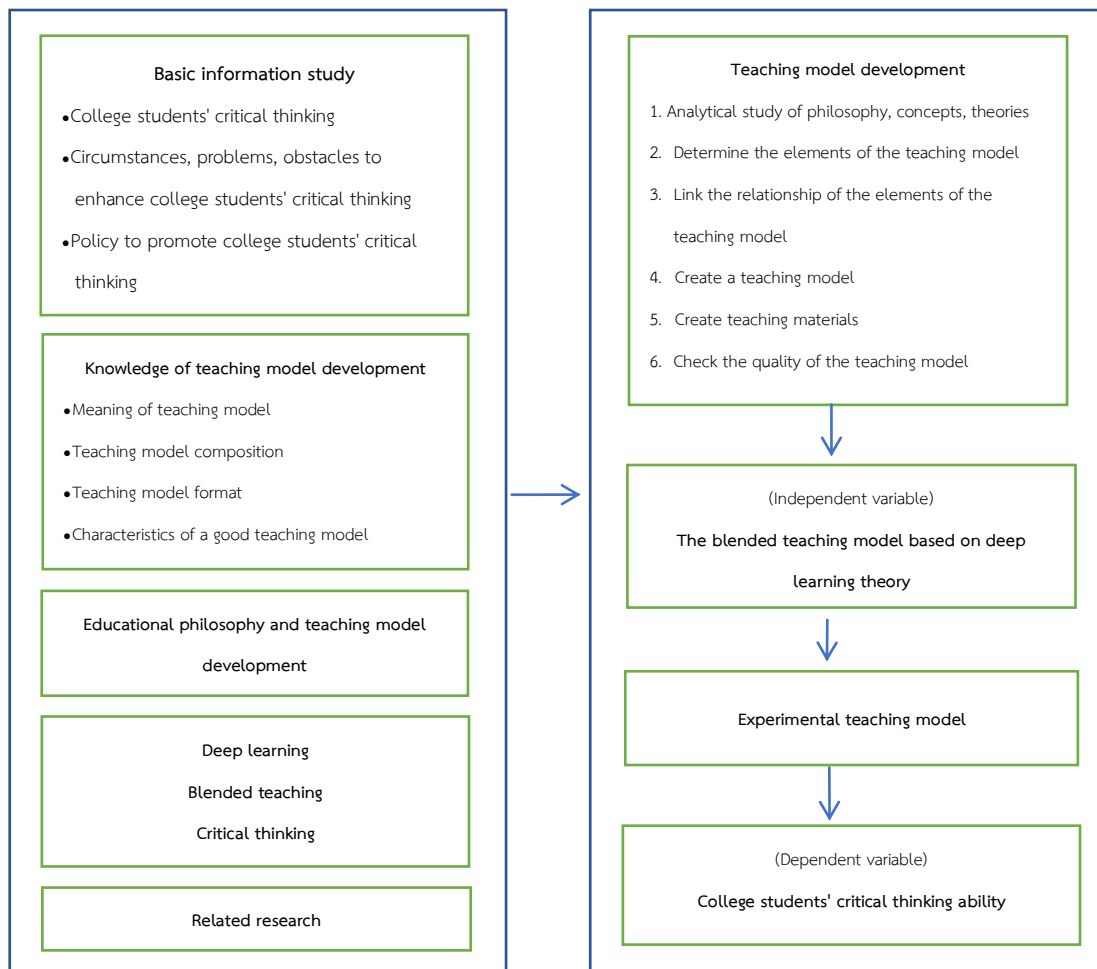 Basic information study
•College students' critical thinking
•Circumstances, problems, obstacles to
enhance college students' critical thinking
•Policy to promote college students' critical
thinking
Knowledge of teaching model development
•Meaning of teaching model
•Teaching model composition
•Teaching model format
•Characteristics of a good teaching model
Educational philosophy and teaching model
development
Deep learning
Blended teaching
Critical thinking
Related research
Teaching model development
1. Analytical study of philosophy, concepts, theories
2. Determine the elements of the teaching model
3. Link the relationship of the elements of the
teaching model
4. Create a teaching model
5. Create teaching materials
6. Check the quality of the teaching model
(Independent variable)
The blended teaching model based on deep
learning theory
Experimental teaching model
(Dependent variable)
College students' critical thinking ability